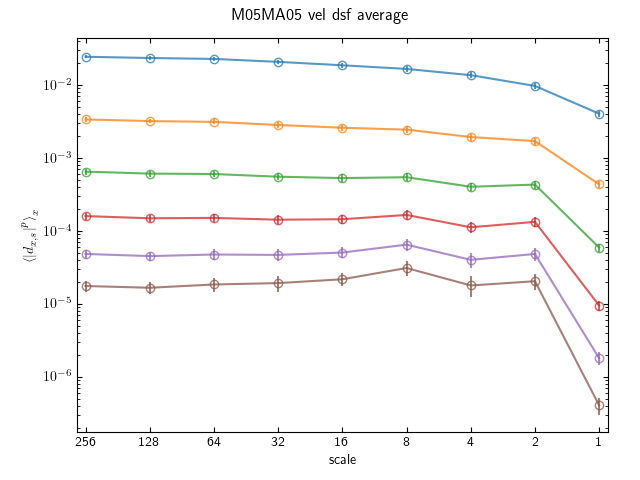 M05MA05 vel dsf average
10⁻²
10⁻³
10⁻⁴
10⁻⁵
10⁻⁶
⟨|d_{x,s}|^p⟩_x
256 128 64 32 16 8 4 2 1
scale